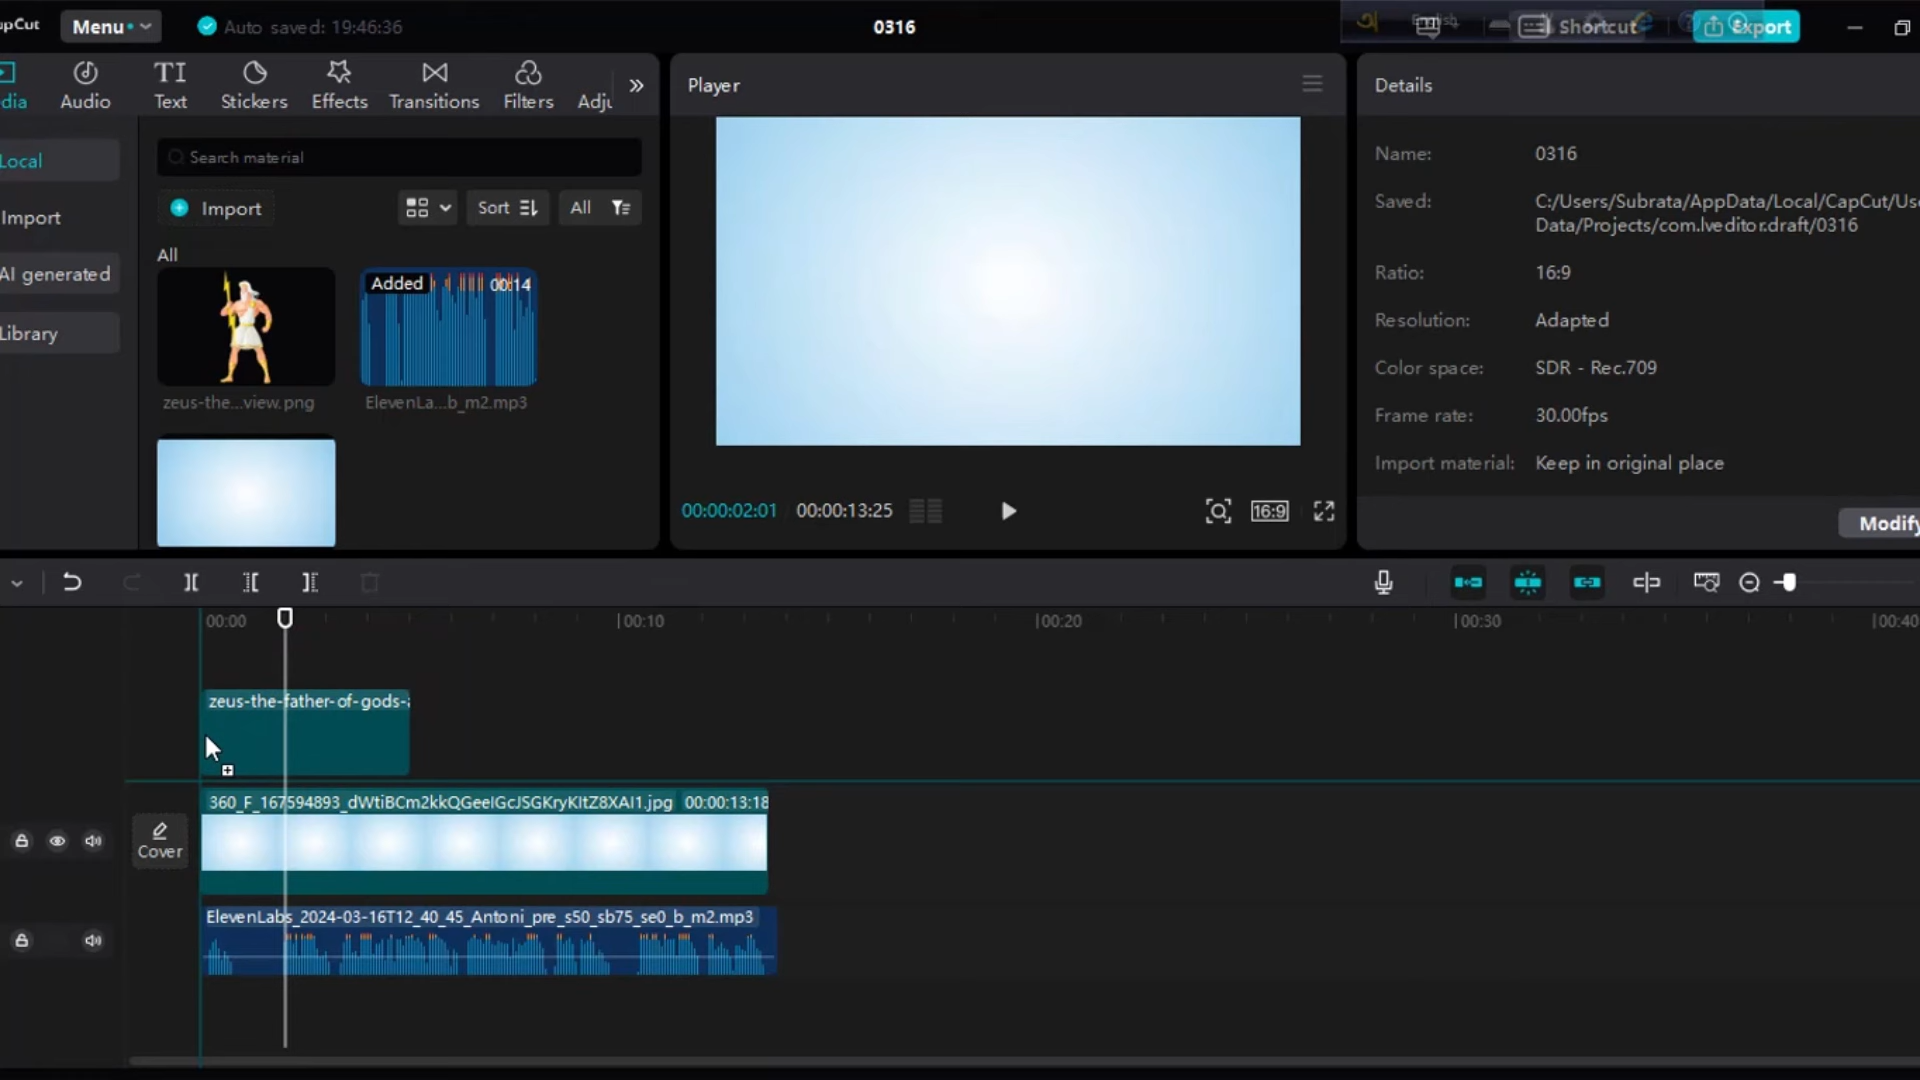 apCut
Menu
Auto saved: 19:46:36
0316
Shortcut
Export
dia
Audio
TI
Text
Stickers
Effects
Transitions
Filters
Adju
Local
Import
AI generated
Library
Search material
Import
Sort
All
All
Added
00:14
zeus-the...view.png
ElevenLa...b_m2.mp3
Player
00:00:02:01
00:00:13:25
16:9
Details
Name:
0316
Saved:
C:/Users/Subrata/AppData/Local/CapCut/Use
Data/Projects/com.lveditor.draft/0316
Ratio:
16:9
Resolution:
Adapted
Color space:
SDR - Rec.709
Frame rate:
30.00fps
Import material:
Keep in original place
Modify
00:00
00:10
00:20
00:30
00:40
zeus-the-father-of-gods-a
Cover
360_F_167594893_dWtiBCm2kkQGeeIGcJSGKryKItZ8XAI1.jpg 00:00:13:18
ElevenLabs_2024-03-16T12_40_45_Antoni_pre_s50_sb75_se0_b_m2.mp3